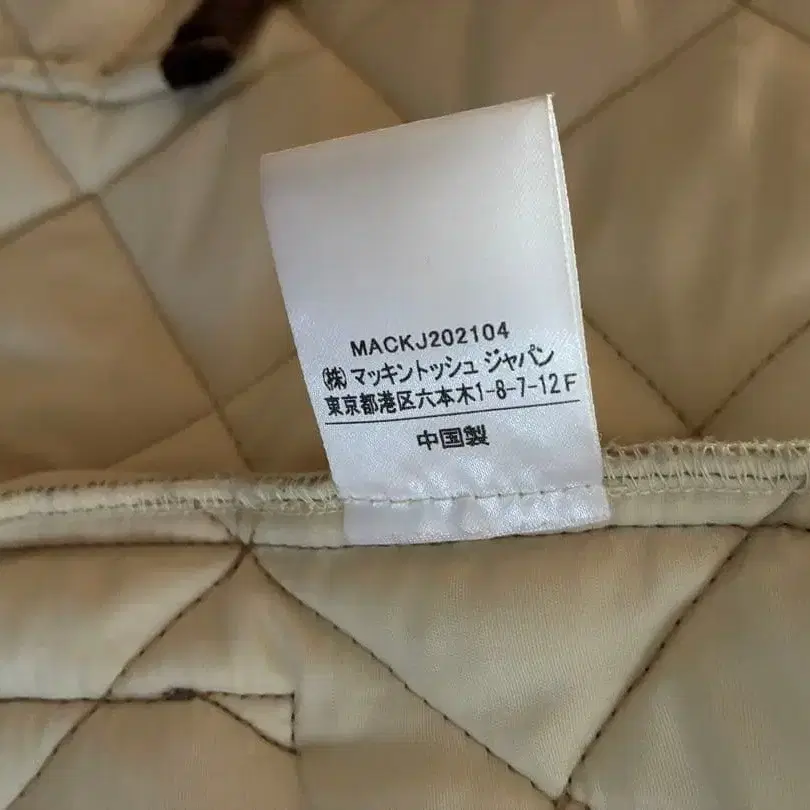 MACKJ202104
㈱マッキントッシュ ジャパン
東京都港区六本木1-8-7-12F
中国製